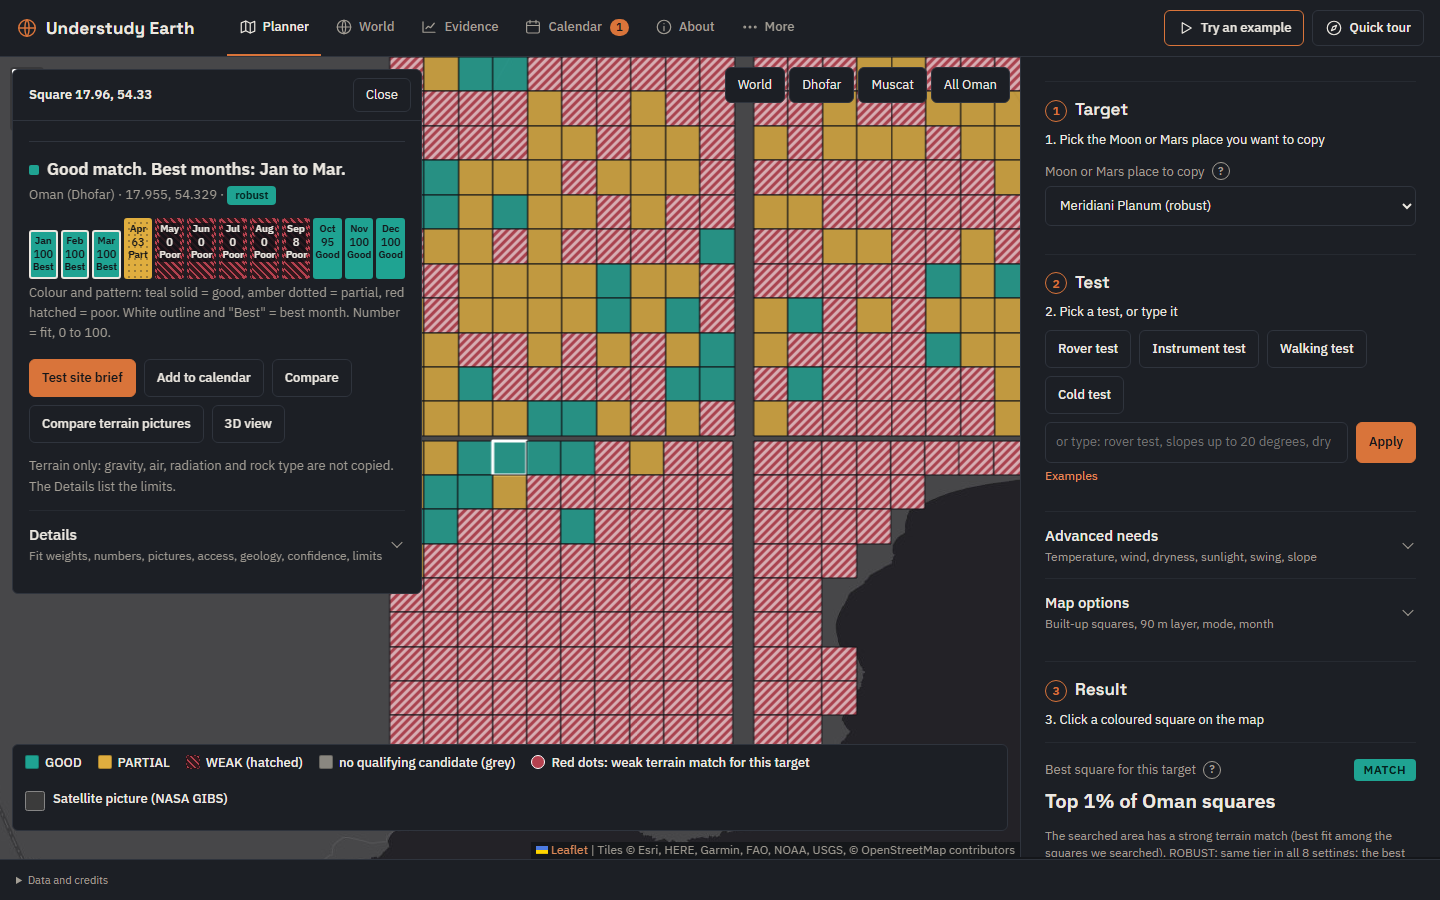 Understudy Earth
Planner
World
Evidence
Calendar 1
About
More
Try an example
Quick tour
Square 17.96, 54.33
Close
Good match. Best months: Jan to Mar.
Oman (Dhofar) · 17.955, 54.329 · robust
Jan 100 Best
Feb 100 Best
Mar 100 Best
Apr 63 Part
May 0 Poor
Jun 0 Poor
Jul 0 Poor
Aug 0 Poor
Sep 8 Poor
Oct 95 Good
Nov 100 Good
Dec 100 Good
Colour and pattern: teal solid = good, amber dotted = partial, red
hatched = poor. White outline and "Best" = best month. Number
= fit, 0 to 100.
Test site brief
Add to calendar
Compare
Compare terrain pictures
3D view
Terrain only: gravity, air, radiation and rock type are not copied.
The Details list the limits.
Details
Fit weights, numbers, pictures, access, geology, confidence, limits
World
Dhofar
Muscat
All Oman
GOOD
PARTIAL
WEAK (hatched)
no qualifying candidate (grey)
Red dots: weak terrain match for this target
Satellite picture (NASA GIBS)
Leaflet | Tiles © Esri, HERE, Garmin, FAO, NOAA, USGS, © OpenStreetMap contributors
1 Target
1. Pick the Moon or Mars place you want to copy
Moon or Mars place to copy ?
Meridiani Planum (robust)
2 Test
2. Pick a test, or type it
Rover test
Instrument test
Walking test
Cold test
or type: rover test, slopes up to 20 degrees, dry
Apply
Examples
Advanced needs
Temperature, wind, dryness, sunlight, swing, slope
Map options
Built-up squares, 90 m layer, mode, month
3 Result
3. Click a coloured square on the map
Best square for this target ?
MATCH
Top 1% of Oman squares
The searched area has a strong terrain match (best fit among the
squares we searched). ROBUST: same tier in all 8 settings: the best
Data and credits